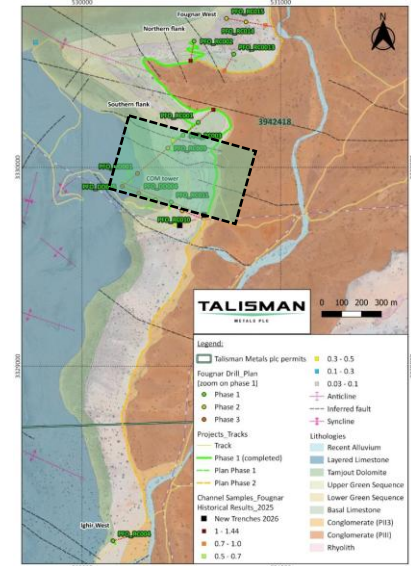 530000
531000
Fougnar West
Northern flank
Southern flank
3942418
COM tower
330000
329000
Ighir West
TALISMAN
METALS PLC
0 100 200 300 m
Legend:
Talisman Metals plc permits
Fougnar Drill_Plan
(zoom on phase 1)
Phase 1
Phase 2
Phase 3
Projects_Tracks
Track
Phase 1 (completed)
Plan Phase 1
Plan Phase 2
Channel Samples_Fougnar
Historical Results_2025
New Trenches 2026
1 - 1.44
0.7 - 1.0
0.5 - 0.7
0.3 - 0.5
0.1 - 0.3
0.03 - 0.1
Anticline
Inferred fault
Syncline
Lithologies
Recent Alluvium
Layered Limestone
Tamjout Dolomite
Upper Green Sequence
Lower Green Sequence
Basal Limestone
Conglomerate (PII3)
Conglomerate (PIII)
Rhyolith
N